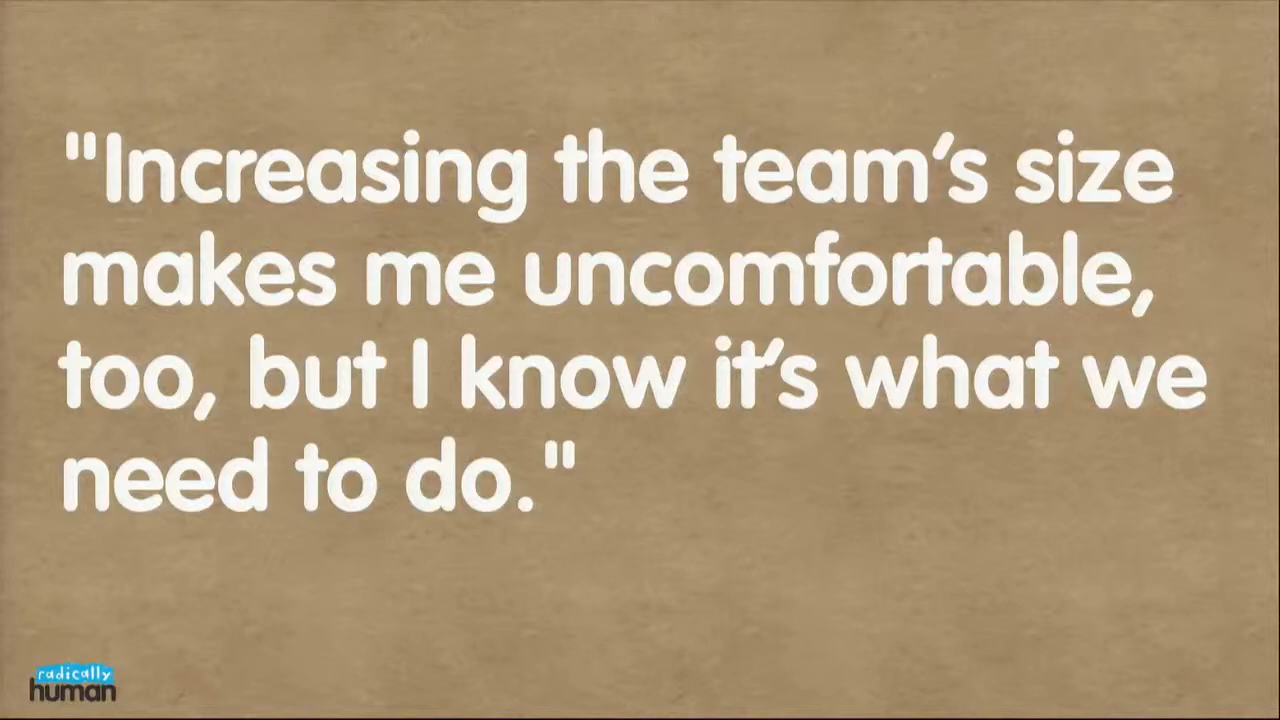 "Increasing the team's size
makes me uncomfortable,
too, but I know it's what we
need to do."
radically
human